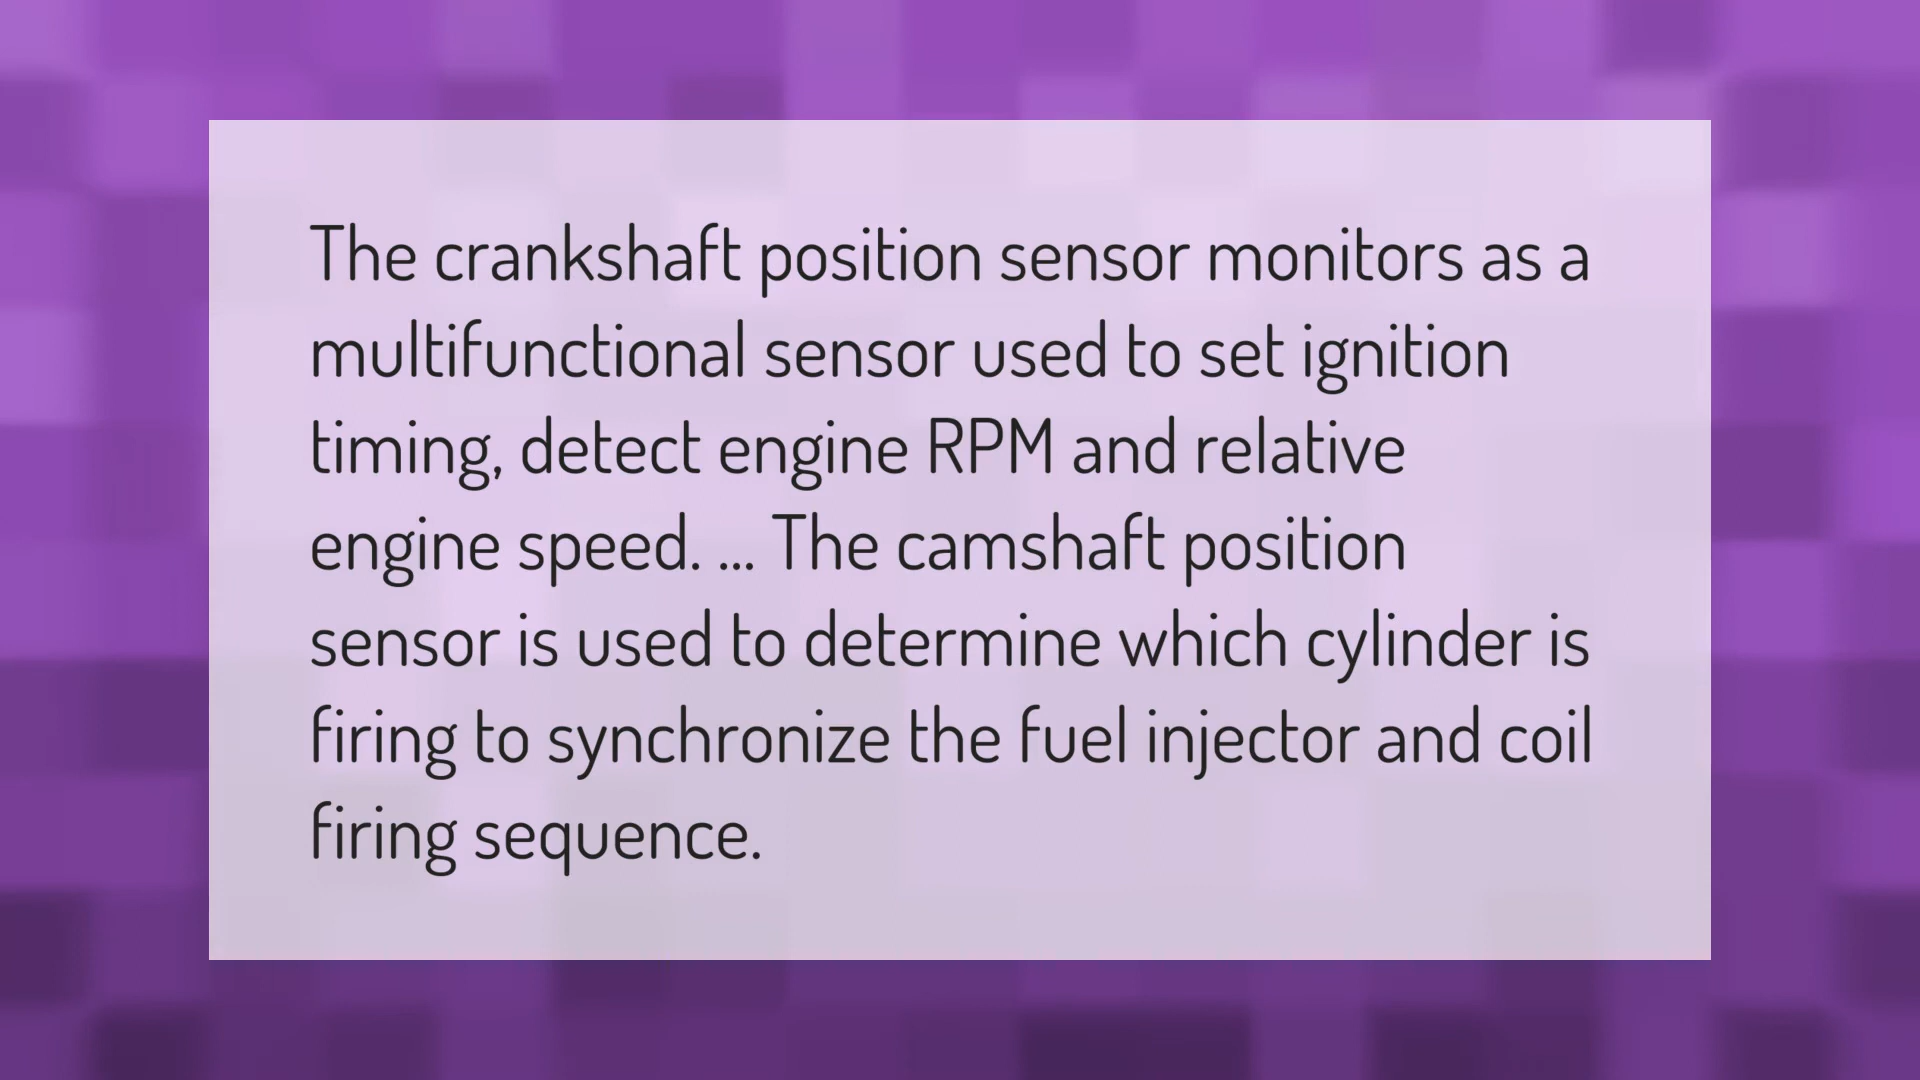 The crankshaft position sensor monitors as a
multifunctional sensor used to set ignition
timing, detect engine RPM and relative
engine speed. ... The camshaft position
sensor is used to determine which cylinder is
firing to synchronize the fuel injector and coil
firing sequence.